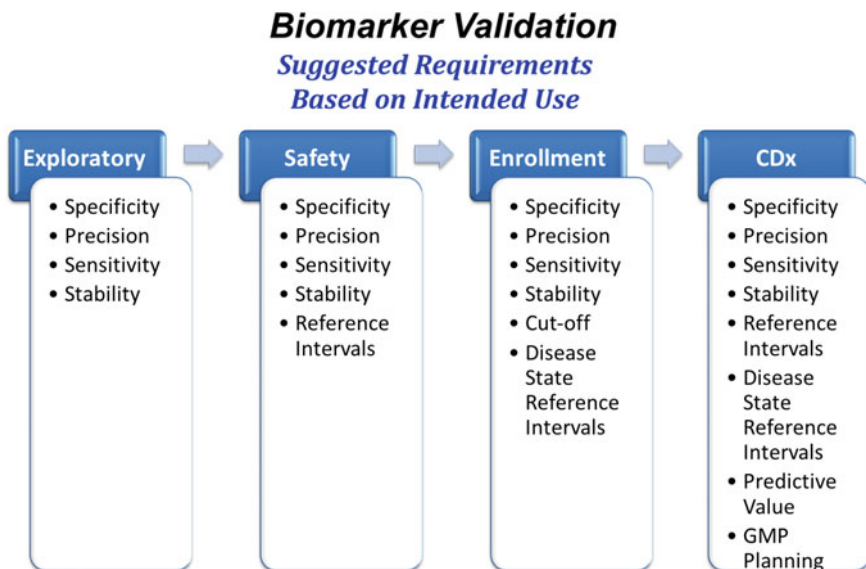 Biomarker Validation
Suggested Requirements
Based on Intended Use
Exploratory
• Specificity
• Precision
• Sensitivity
• Stability
Safety
• Specificity
• Precision
• Sensitivity
• Stability
• Reference
Intervals
Enrollment
• Specificity
• Precision
• Sensitivity
• Stability
• Cut-off
• Disease
State
Reference
Intervals
CDx
• Specificity
• Precision
• Sensitivity
• Stability
• Reference
Intervals
• Disease
State
Reference
Intervals
• Predictive
Value
• GMP
Planning